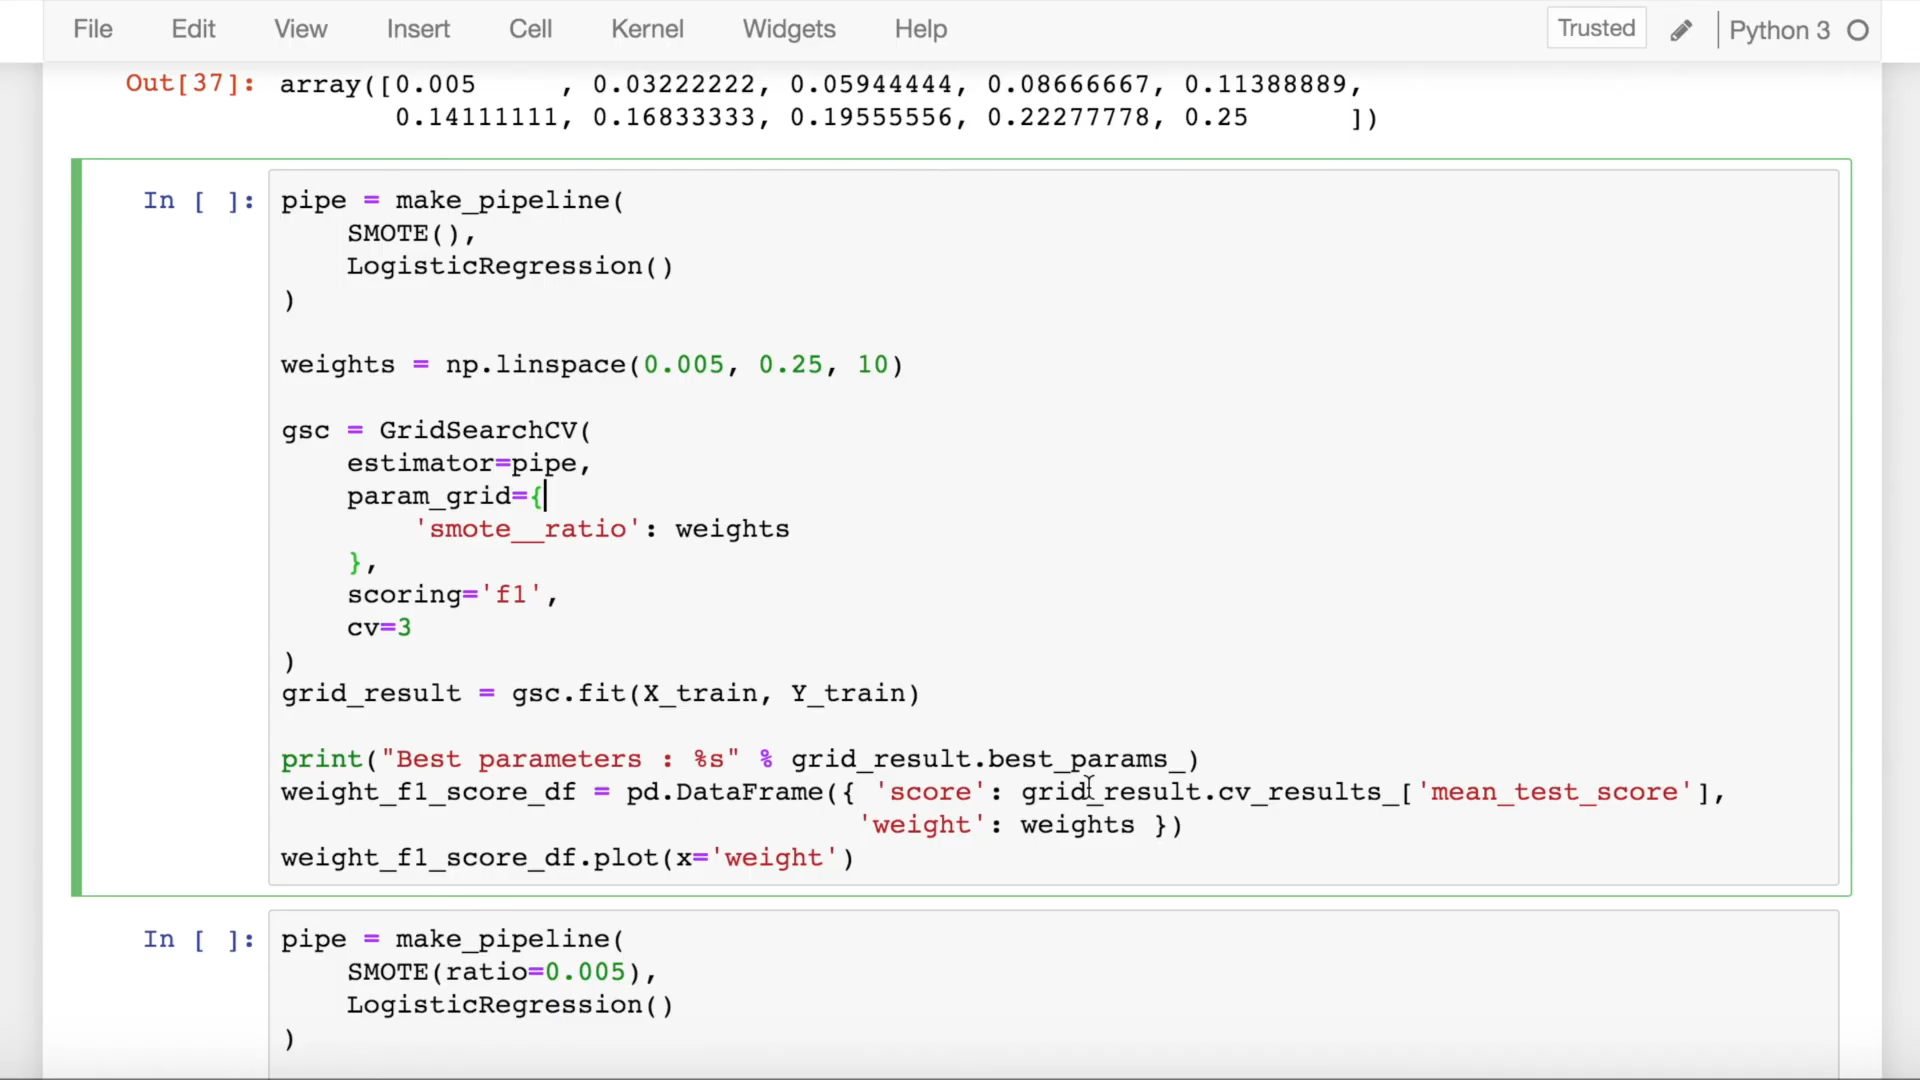 File Edit View Insert Cell Kernel Widgets Help Trusted Python 3
Out[37]: array([0.005     , 0.03222222, 0.05944444, 0.08666667, 0.11388889,
       0.14111111, 0.16833333, 0.19555556, 0.22277778, 0.25      ])
In [ ]: pipe = make_pipeline(
    SMOTE(),
    LogisticRegression()
)
weights = np.linspace(0.005, 0.25, 10)
gsc = GridSearchCV(
    estimator=pipe,
    param_grid={
        'smote__ratio': weights
    },
    scoring='f1',
    cv=3
)
grid_result = gsc.fit(X_train, Y_train)
print("Best parameters : %s" % grid_result.best_params_)
weight_f1_score_df = pd.DataFrame({ 'score': grid_result.cv_results_['mean_test_score'],
                                   'weight': weights })
weight_f1_score_df.plot(x='weight')
In [ ]: pipe = make_pipeline(
    SMOTE(ratio=0.005),
    LogisticRegression()
)